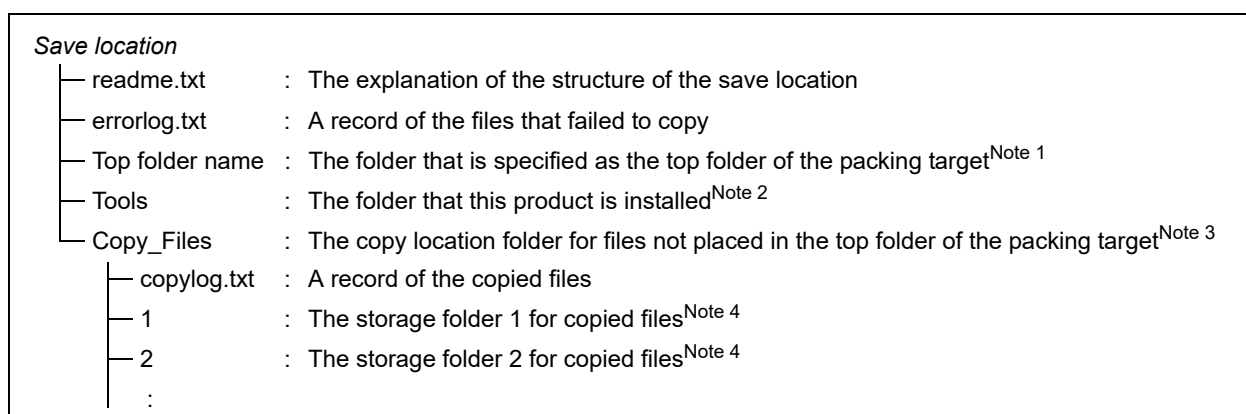 Save location
readme.txt : The explanation of the structure of the save location
errorlog.txt : A record of the files that failed to copy
Top folder name : The folder that is specified as the top folder of the packing targetNote 1
Tools : The folder that this product is installedNote 2
Copy_Files : The copy location folder for files not placed in the top folder of the packing targetNote 3
copylog.txt : A record of the copied files
1 : The storage folder 1 for copied filesNote 4
2 : The storage folder 2 for copied filesNote 4
: